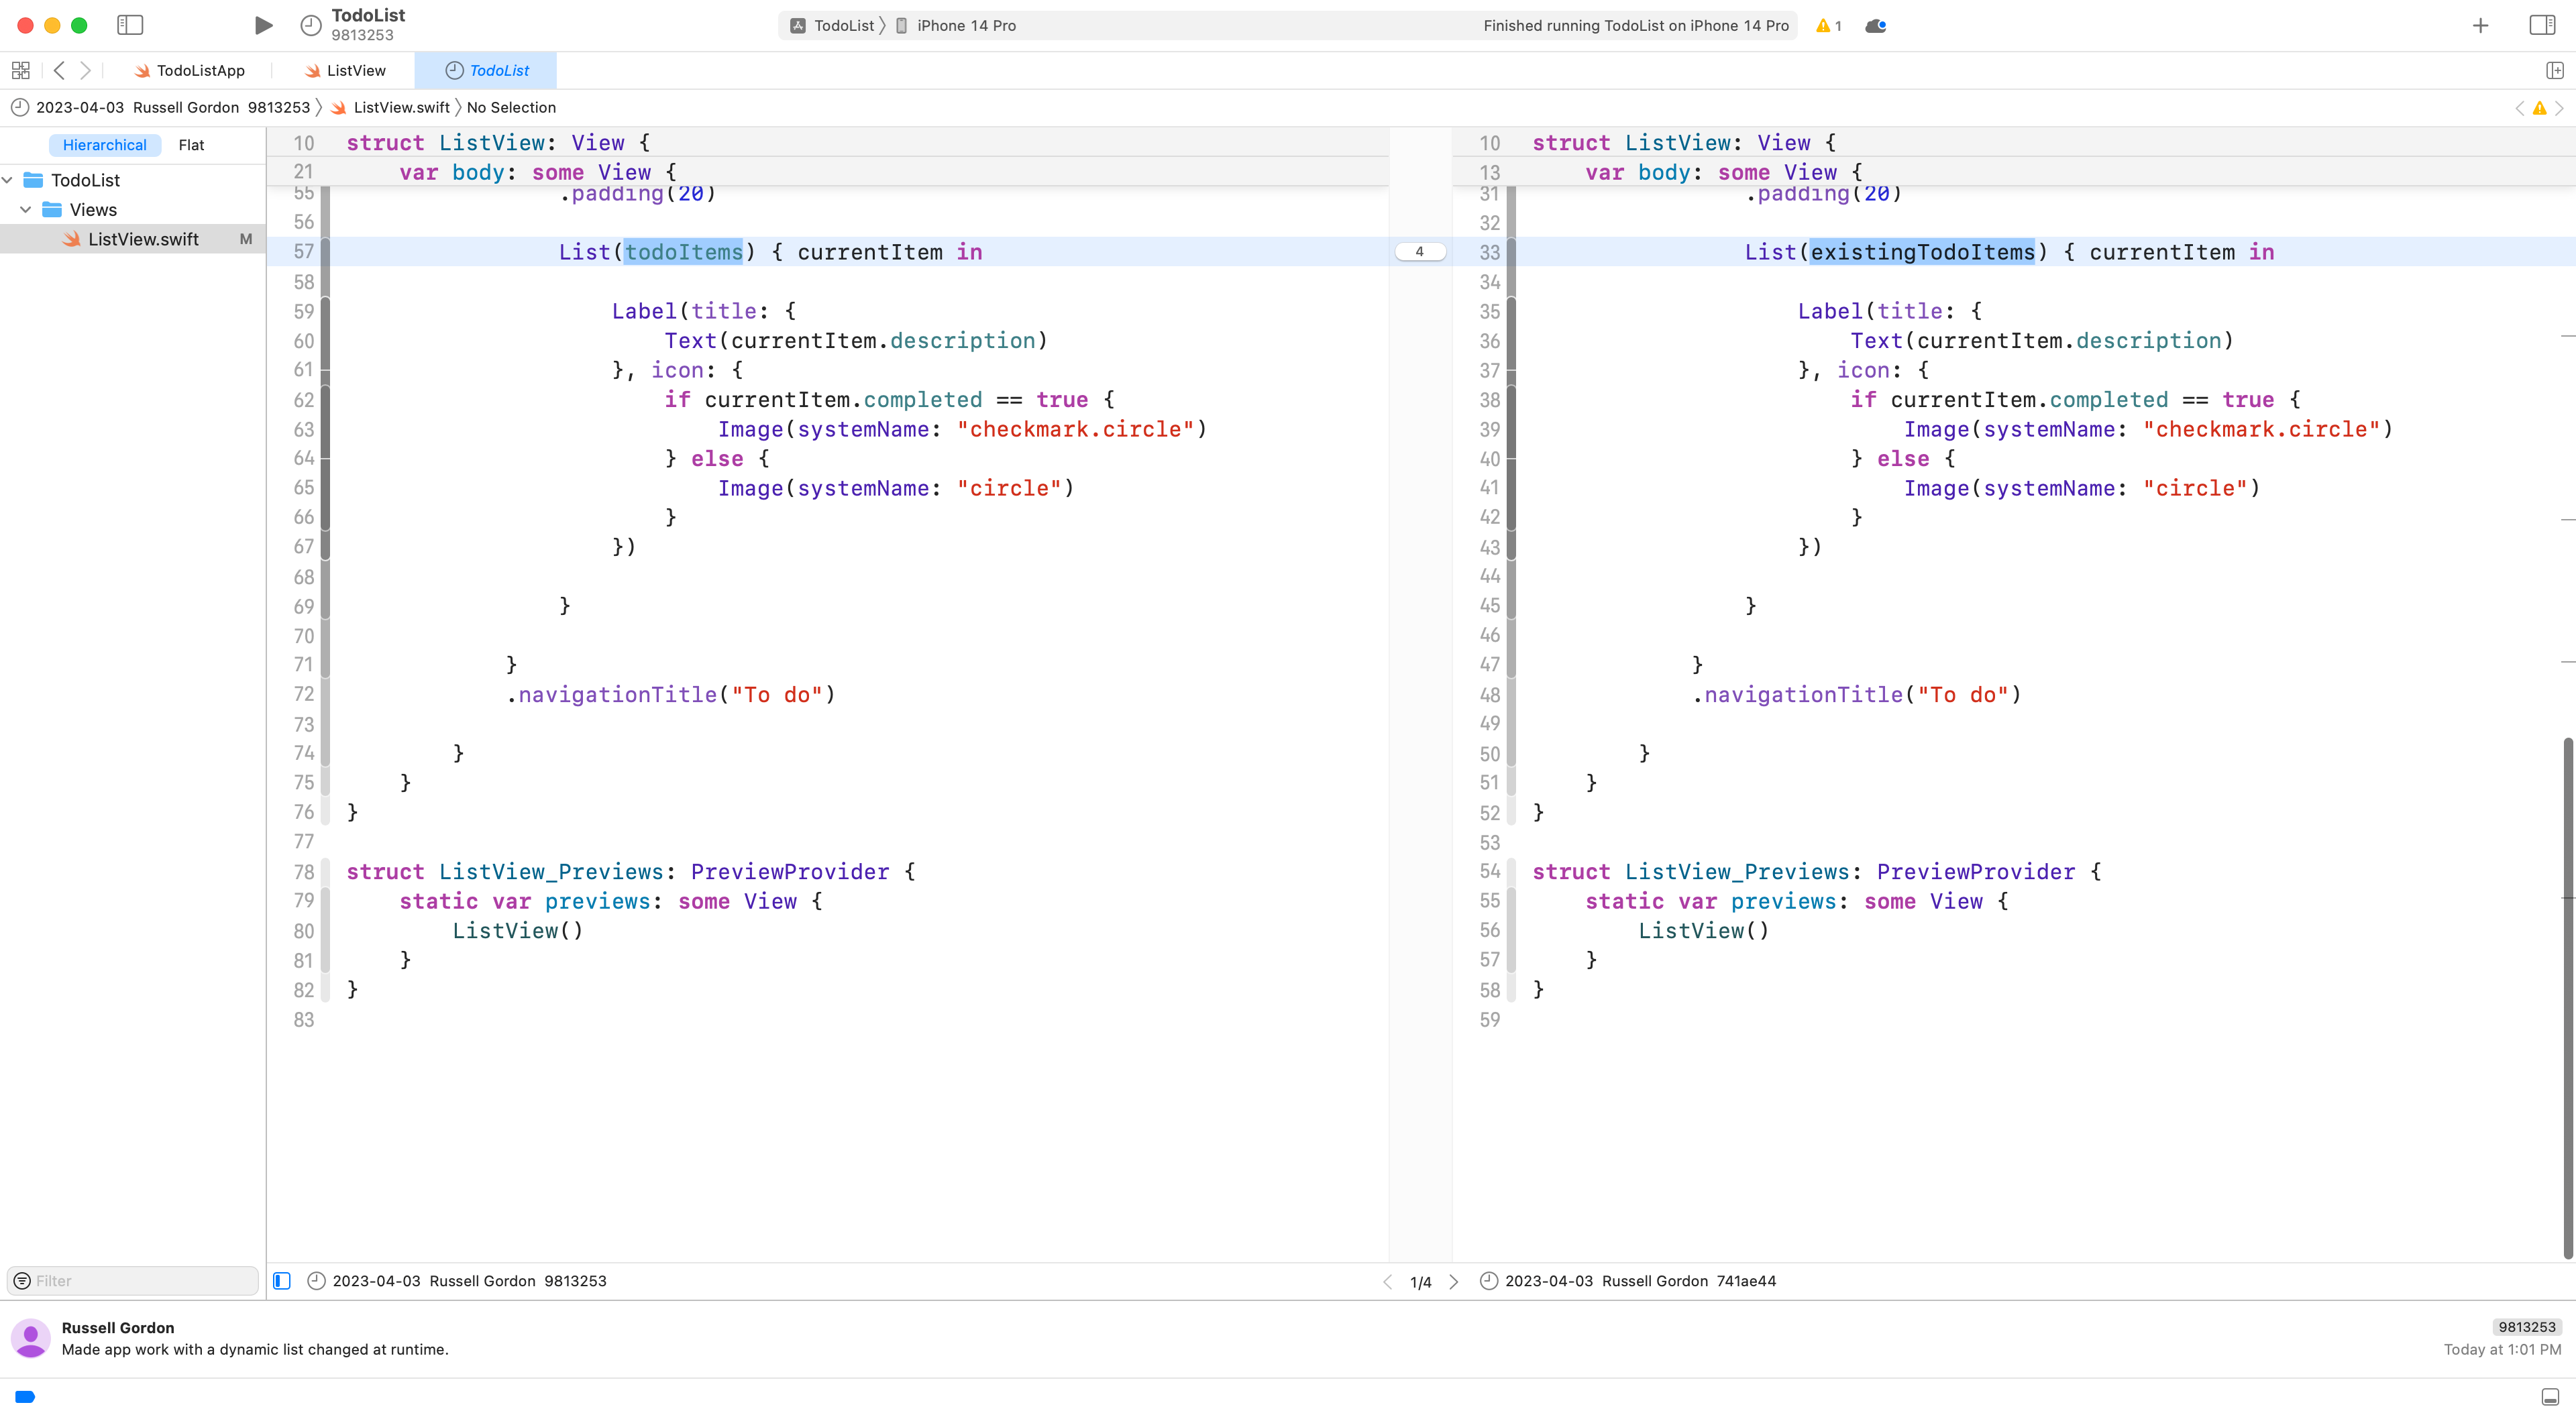 TodoList
9813253
TodoList 〉 iPhone 14 Pro
Finished running TodoList on iPhone 14 Pro
1
TodoListApp
ListView
TodoList
2023-04-03 Russell Gordon 9813253 〉 ListView.swift 〉 No Selection
Hierarchical Flat
TodoList
Views
ListView.swift M
10 struct ListView: View {
21     var body: some View {
55                 .padding(20)
56
57                 List(todoItems) { currentItem in
58
59                     Label(title: {
60                         Text(currentItem.description)
61                     }, icon: {
62                         if currentItem.completed == true {
63                             Image(systemName: "checkmark.circle")
64                         } else {
65                             Image(systemName: "circle")
66                         }
67                     })
68
69                 }
70
71             }
72             .navigationTitle("To do")
73
74         }
75     }
76 }
77
78 struct ListView_Previews: PreviewProvider {
79     static var previews: some View {
80         ListView()
81     }
82 }
83
4
10 struct ListView: View {
13     var body: some View {
31                 .padding(20)
32
33                 List(existingTodoItems) { currentItem in
34
35                     Label(title: {
36                         Text(currentItem.description)
37                     }, icon: {
38                         if currentItem.completed == true {
39                             Image(systemName: "checkmark.circle")
40                         } else {
41                             Image(systemName: "circle")
42                         }
43                     })
44
45                 }
46
47             }
48             .navigationTitle("To do")
49
50         }
51     }
52 }
53
54 struct ListView_Previews: PreviewProvider {
55     static var previews: some View {
56         ListView()
57     }
58 }
59
Filter
2023-04-03 Russell Gordon 9813253
1/4
2023-04-03 Russell Gordon 741ae44
Russell Gordon
Made app work with a dynamic list changed at runtime.
9813253
Today at 1:01 PM